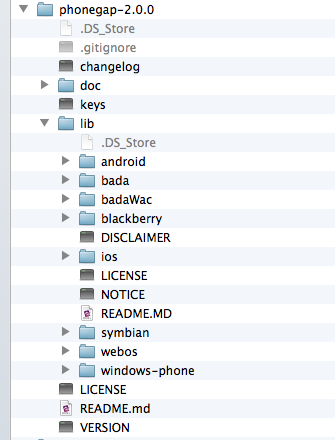 phonegap-2.0.0
.DS_Store
.gitignore
changelog
doc
keys
lib
.DS_Store
android
bada
badaWac
blackberry
DISCLAIMER
ios
LICENSE
NOTICE
README.MD
symbian
webos
windows-phone
LICENSE
README.md
VERSION